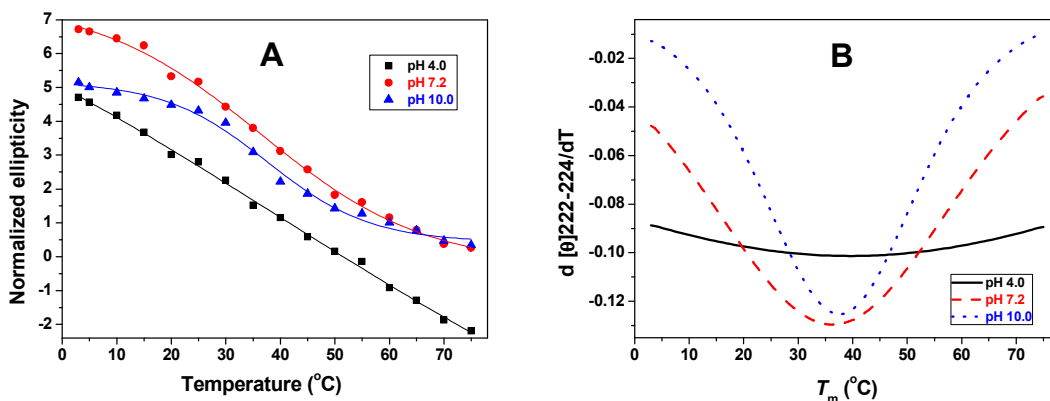 A
pH 4.0
pH 7.2
pH 10.0
Normalized ellipticity
7
6
5
4
3
2
1
0
-1
-2
0 10 20 30 40 50 60 70
Temperature (°C)
B
d [θ]222-224/dT
-0.02
-0.04
-0.06
-0.08
-0.10
-0.12
pH 4.0
pH 7.2
pH 10.0
0 10 20 30 40 50 60 70
Tm (°C)